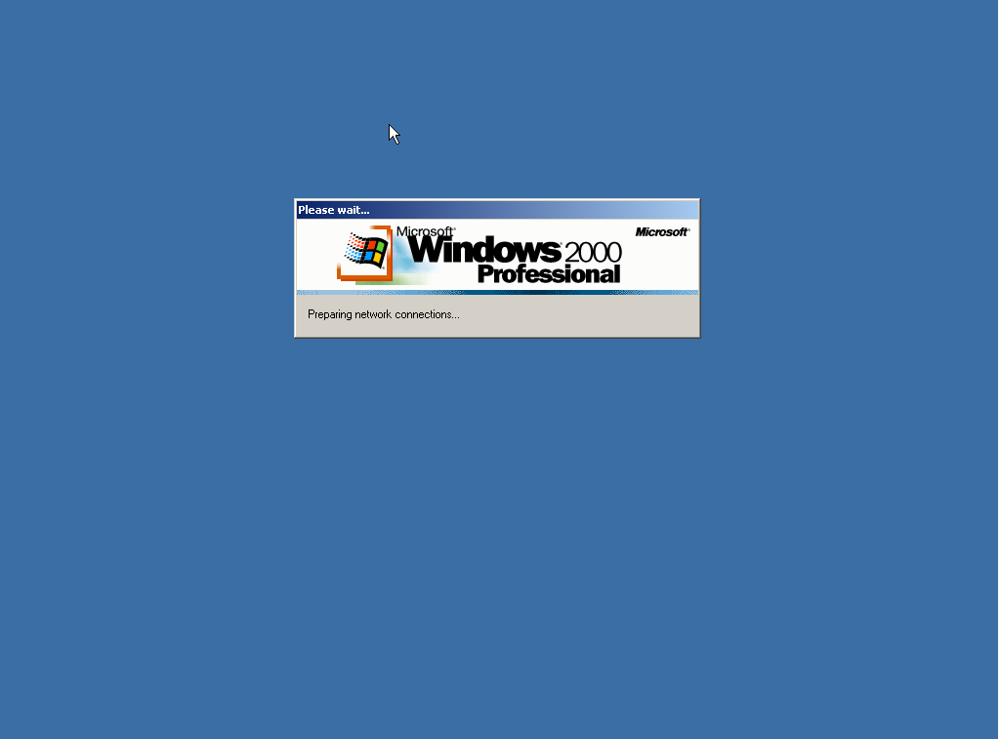 Please wait...
Microsoft®
Windows® 2000
Professional
Microsoft®
Preparing network connections...